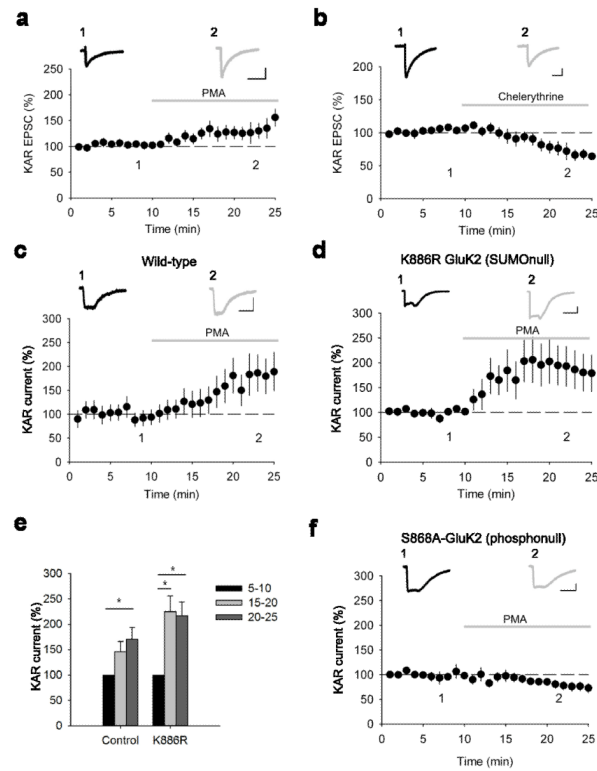 a
b
1
2
1
2
250
200
150
100
50
0
KAR EPSC (%)
PMA
1
2
0 5 10 15 20 25
Time (min)
200
150
100
50
0
KAR EPSC (%)
Chelerythrine
1
2
0 5 10 15 20 25
Time (min)
c
Wild-type
d
K886R GluK2 (SUMOnull)
1
2
1
2
300
250
200
150
100
50
0
KAR current (%)
PMA
1
2
0 5 10 15 20 25
Time (min)
300
250
200
150
100
50
0
KAR current (%)
PMA
1
2
0 5 10 15 20 25
Time (min)
e
300
250
200
150
100
50
0
KAR current (%)
*
*
*
5-10
15-20
20-25
Control
K886R
f
S868A-GluK2 (phosphonull)
1
2
300
250
200
150
100
50
0
KAR current (%)
PMA
1
2
0 5 10 15 20 25
Time (min)